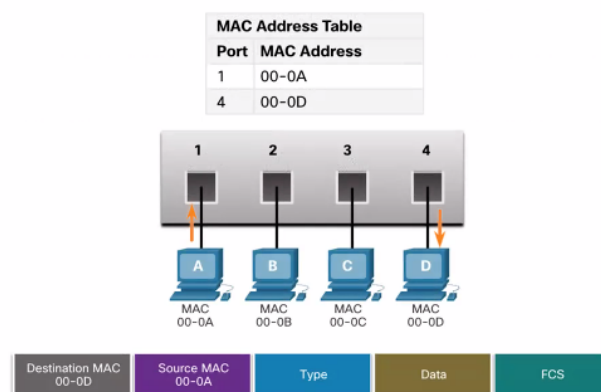 MAC Address Table
Port MAC Address
1 00-0A
4 00-0D
1 2 3 4
A B C D
MAC MAC MAC MAC
00-0A 00-0B 00-0C 00-0D
Destination MAC Source MAC Type Data FCS
00-0D 00-0A